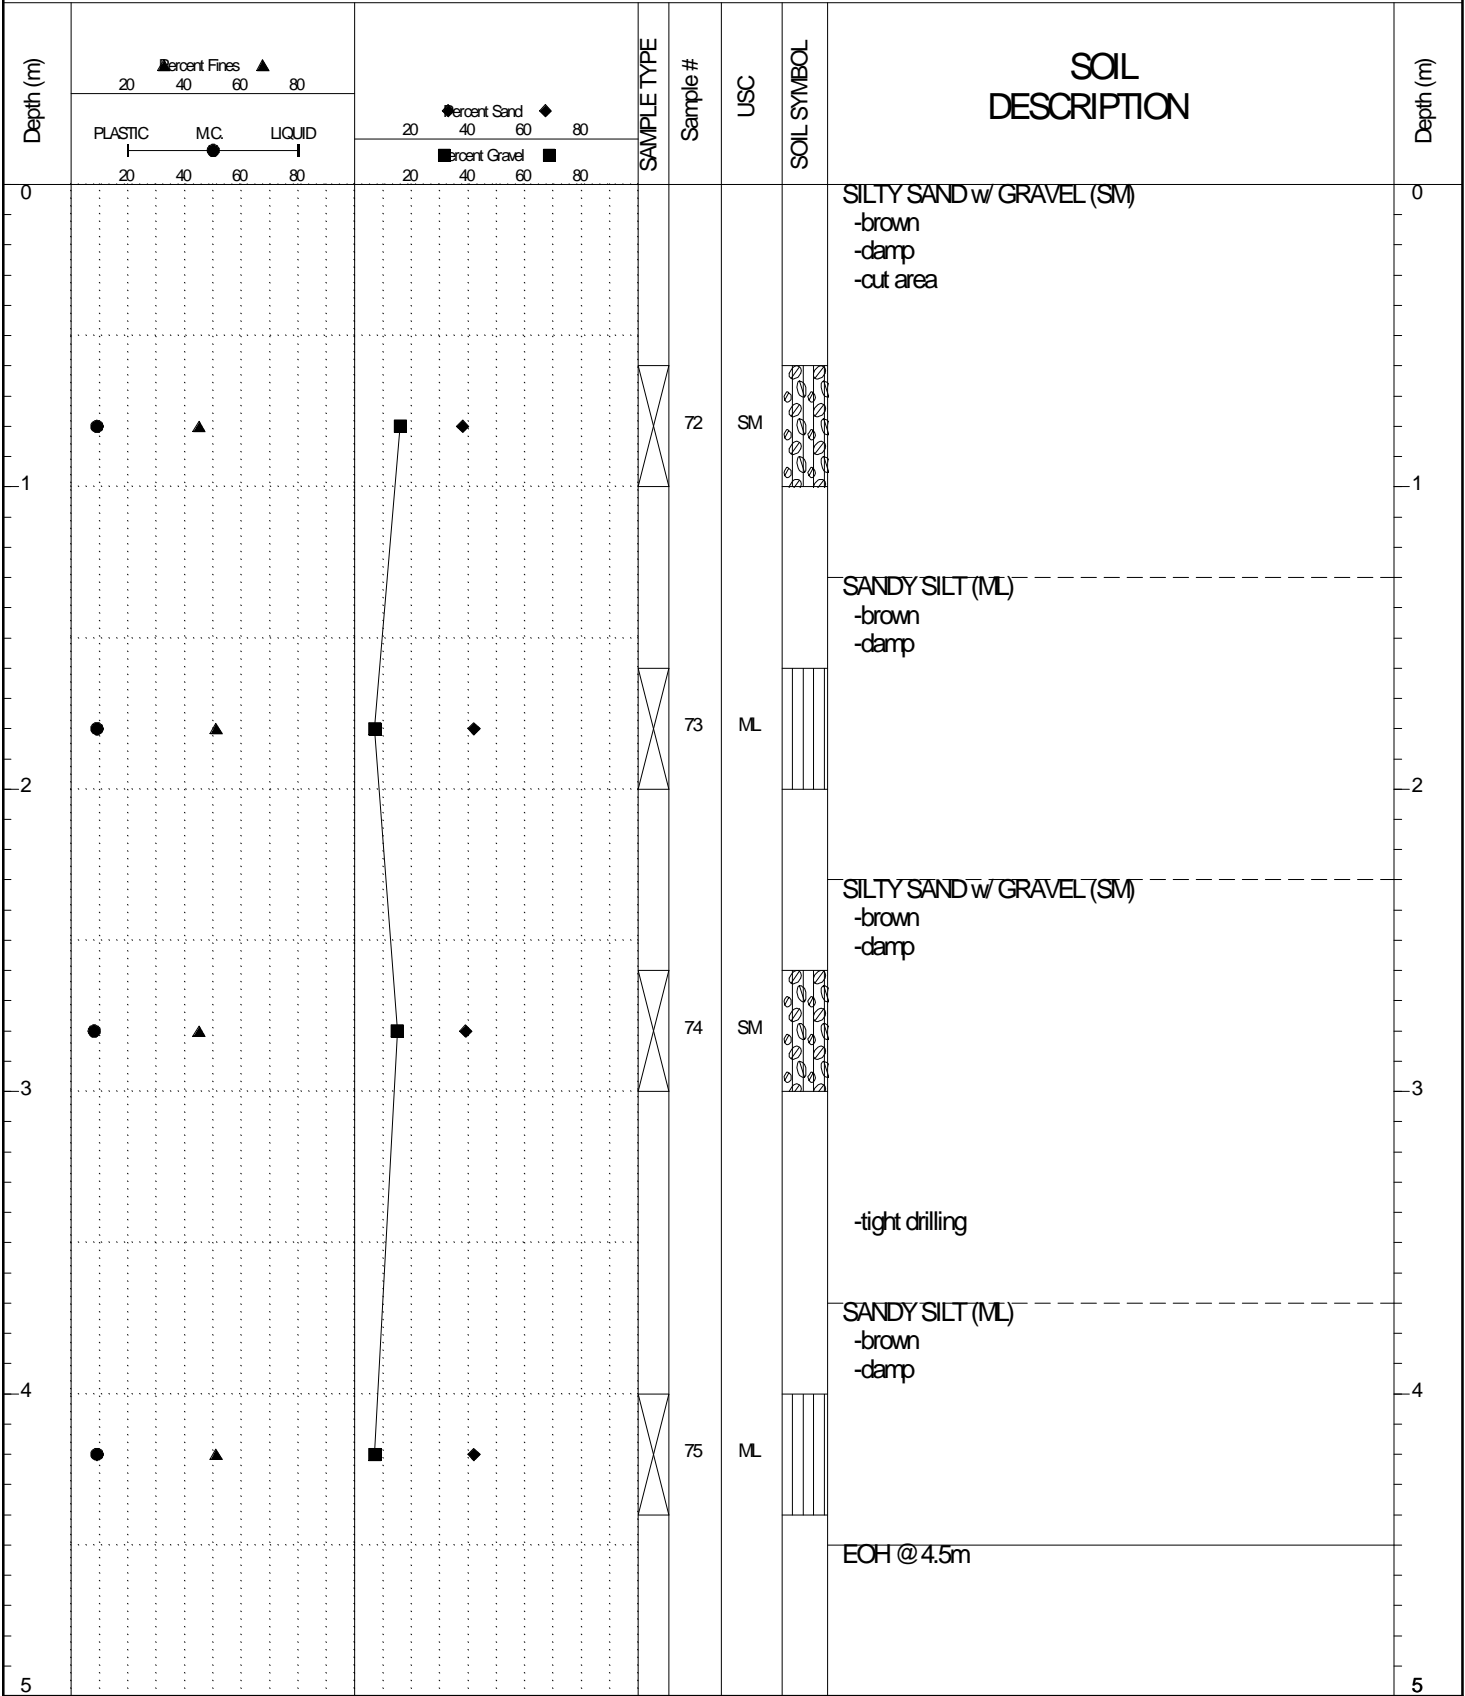 Depth (m)
Percent Fines
20 40 60 80
PLASTIC M.C. LIQUID
20 40 60 80
Percent Sand
20 40 60 80
Percent Gravel
20 40 60 80
SAMPLE TYPE
Sample #
USC
SOIL SYMBOL
SOIL
DESCRIPTION
Depth (m)
0 SILTY SAND w/ GRAVEL (SM) 0
-brown
-damp
-cut area
72 SM
1 1
SANDY SILT (ML)
-brown
-damp
73 ML
2 2
SILTY SAND w/ GRAVEL (SM)
-brown
-damp
74 SM
3 3
-tight drilling
SANDY SILT (ML)
-brown
-damp
4 4
75 ML
EOH @ 4.5m
5 5